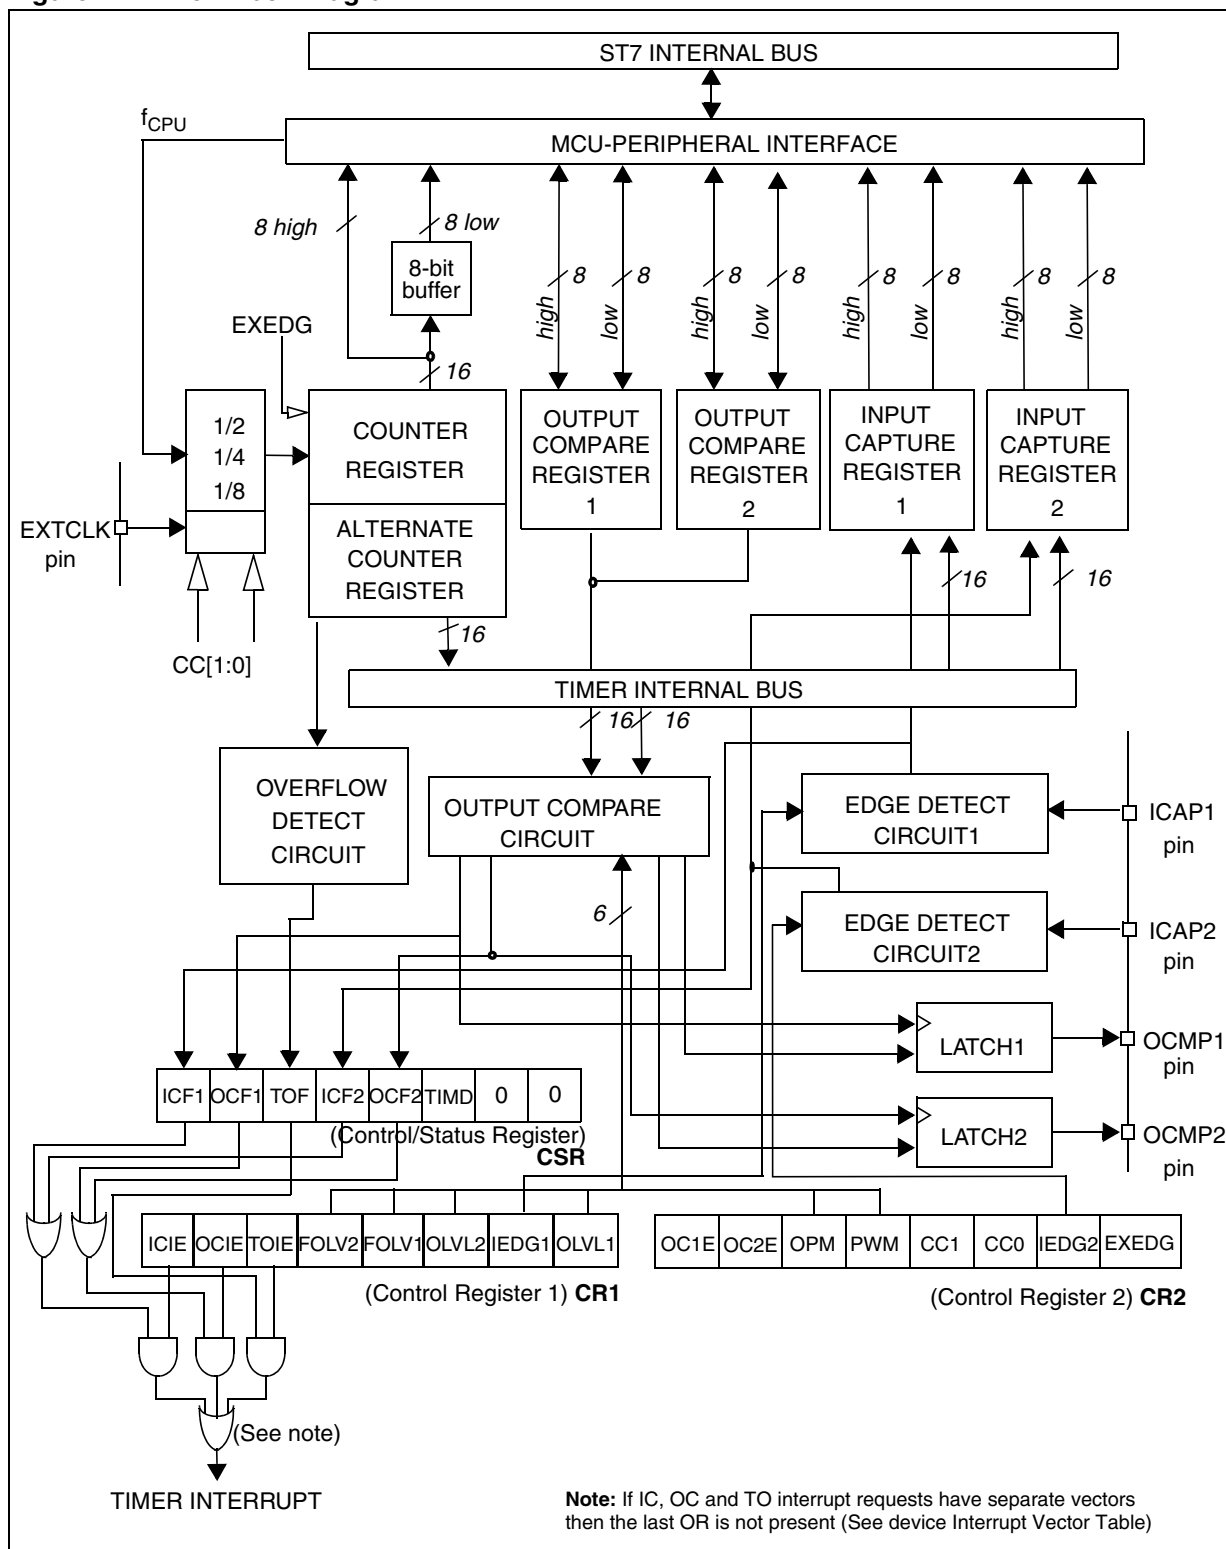 ST7 INTERNAL BUS
fCPU
MCU-PERIPHERAL INTERFACE
8 high
8 low
8-bit
buffer
8
8
8
8
8
8
8
8
high
low
high
low
high
low
high
low
EXEDG
16
1/2
1/4
1/8
COUNTER
REGISTER
OUTPUT
COMPARE
REGISTER
1
OUTPUT
COMPARE
REGISTER
2
INPUT
CAPTURE
REGISTER
1
INPUT
CAPTURE
REGISTER
2
EXTCLK
pin
ALTERNATE
COUNTER
REGISTER
16
16
16
CC[1:0]
TIMER INTERNAL BUS
16
16
OVERFLOW
DETECT
CIRCUIT
OUTPUT COMPARE
CIRCUIT
EDGE DETECT
CIRCUIT1
ICAP1
pin
6
EDGE DETECT
CIRCUIT2
ICAP2
pin
LATCH1
OCMP1
pin
ICF1 OCF1 TOF ICF2 OCF2 TIMD 0 0
(Control/Status Register)
CSR
LATCH2
OCMP2
pin
ICIE OCIE TOIE FOLV2 FOLV1 OLVL2 IEDG1 OLVL1
(Control Register 1) CR1
OC1E OC2E OPM PWM CC1 CC0 IEDG2 EXEDG
(Control Register 2) CR2
(See note)
TIMER INTERRUPT
Note: If IC, OC and TO interrupt requests have separate vectors
then the last OR is not present (See device Interrupt Vector Table)